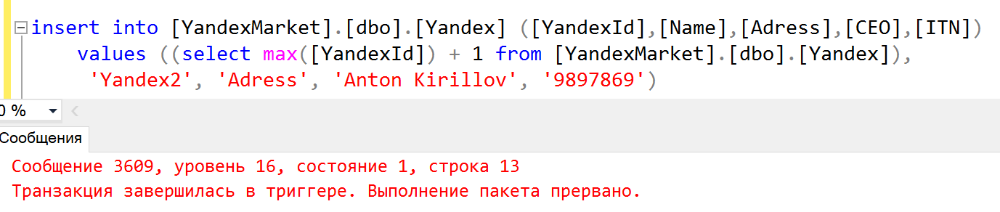 insert into [YandexMarket].[dbo].[Yandex] ([YandexId],[Name],[Adress],[CEO],[ITN])
values ((select max([YandexId]) + 1 from [YandexMarket].[dbo].[Yandex]),
'Yandex2', 'Adress', 'Anton Kirillov', '9897869')
0 %
Сообщения
Сообщение 3609, уровень 16, состояние 1, строка 13
Транзакция завершилась в триггере. Выполнение пакета прервано.